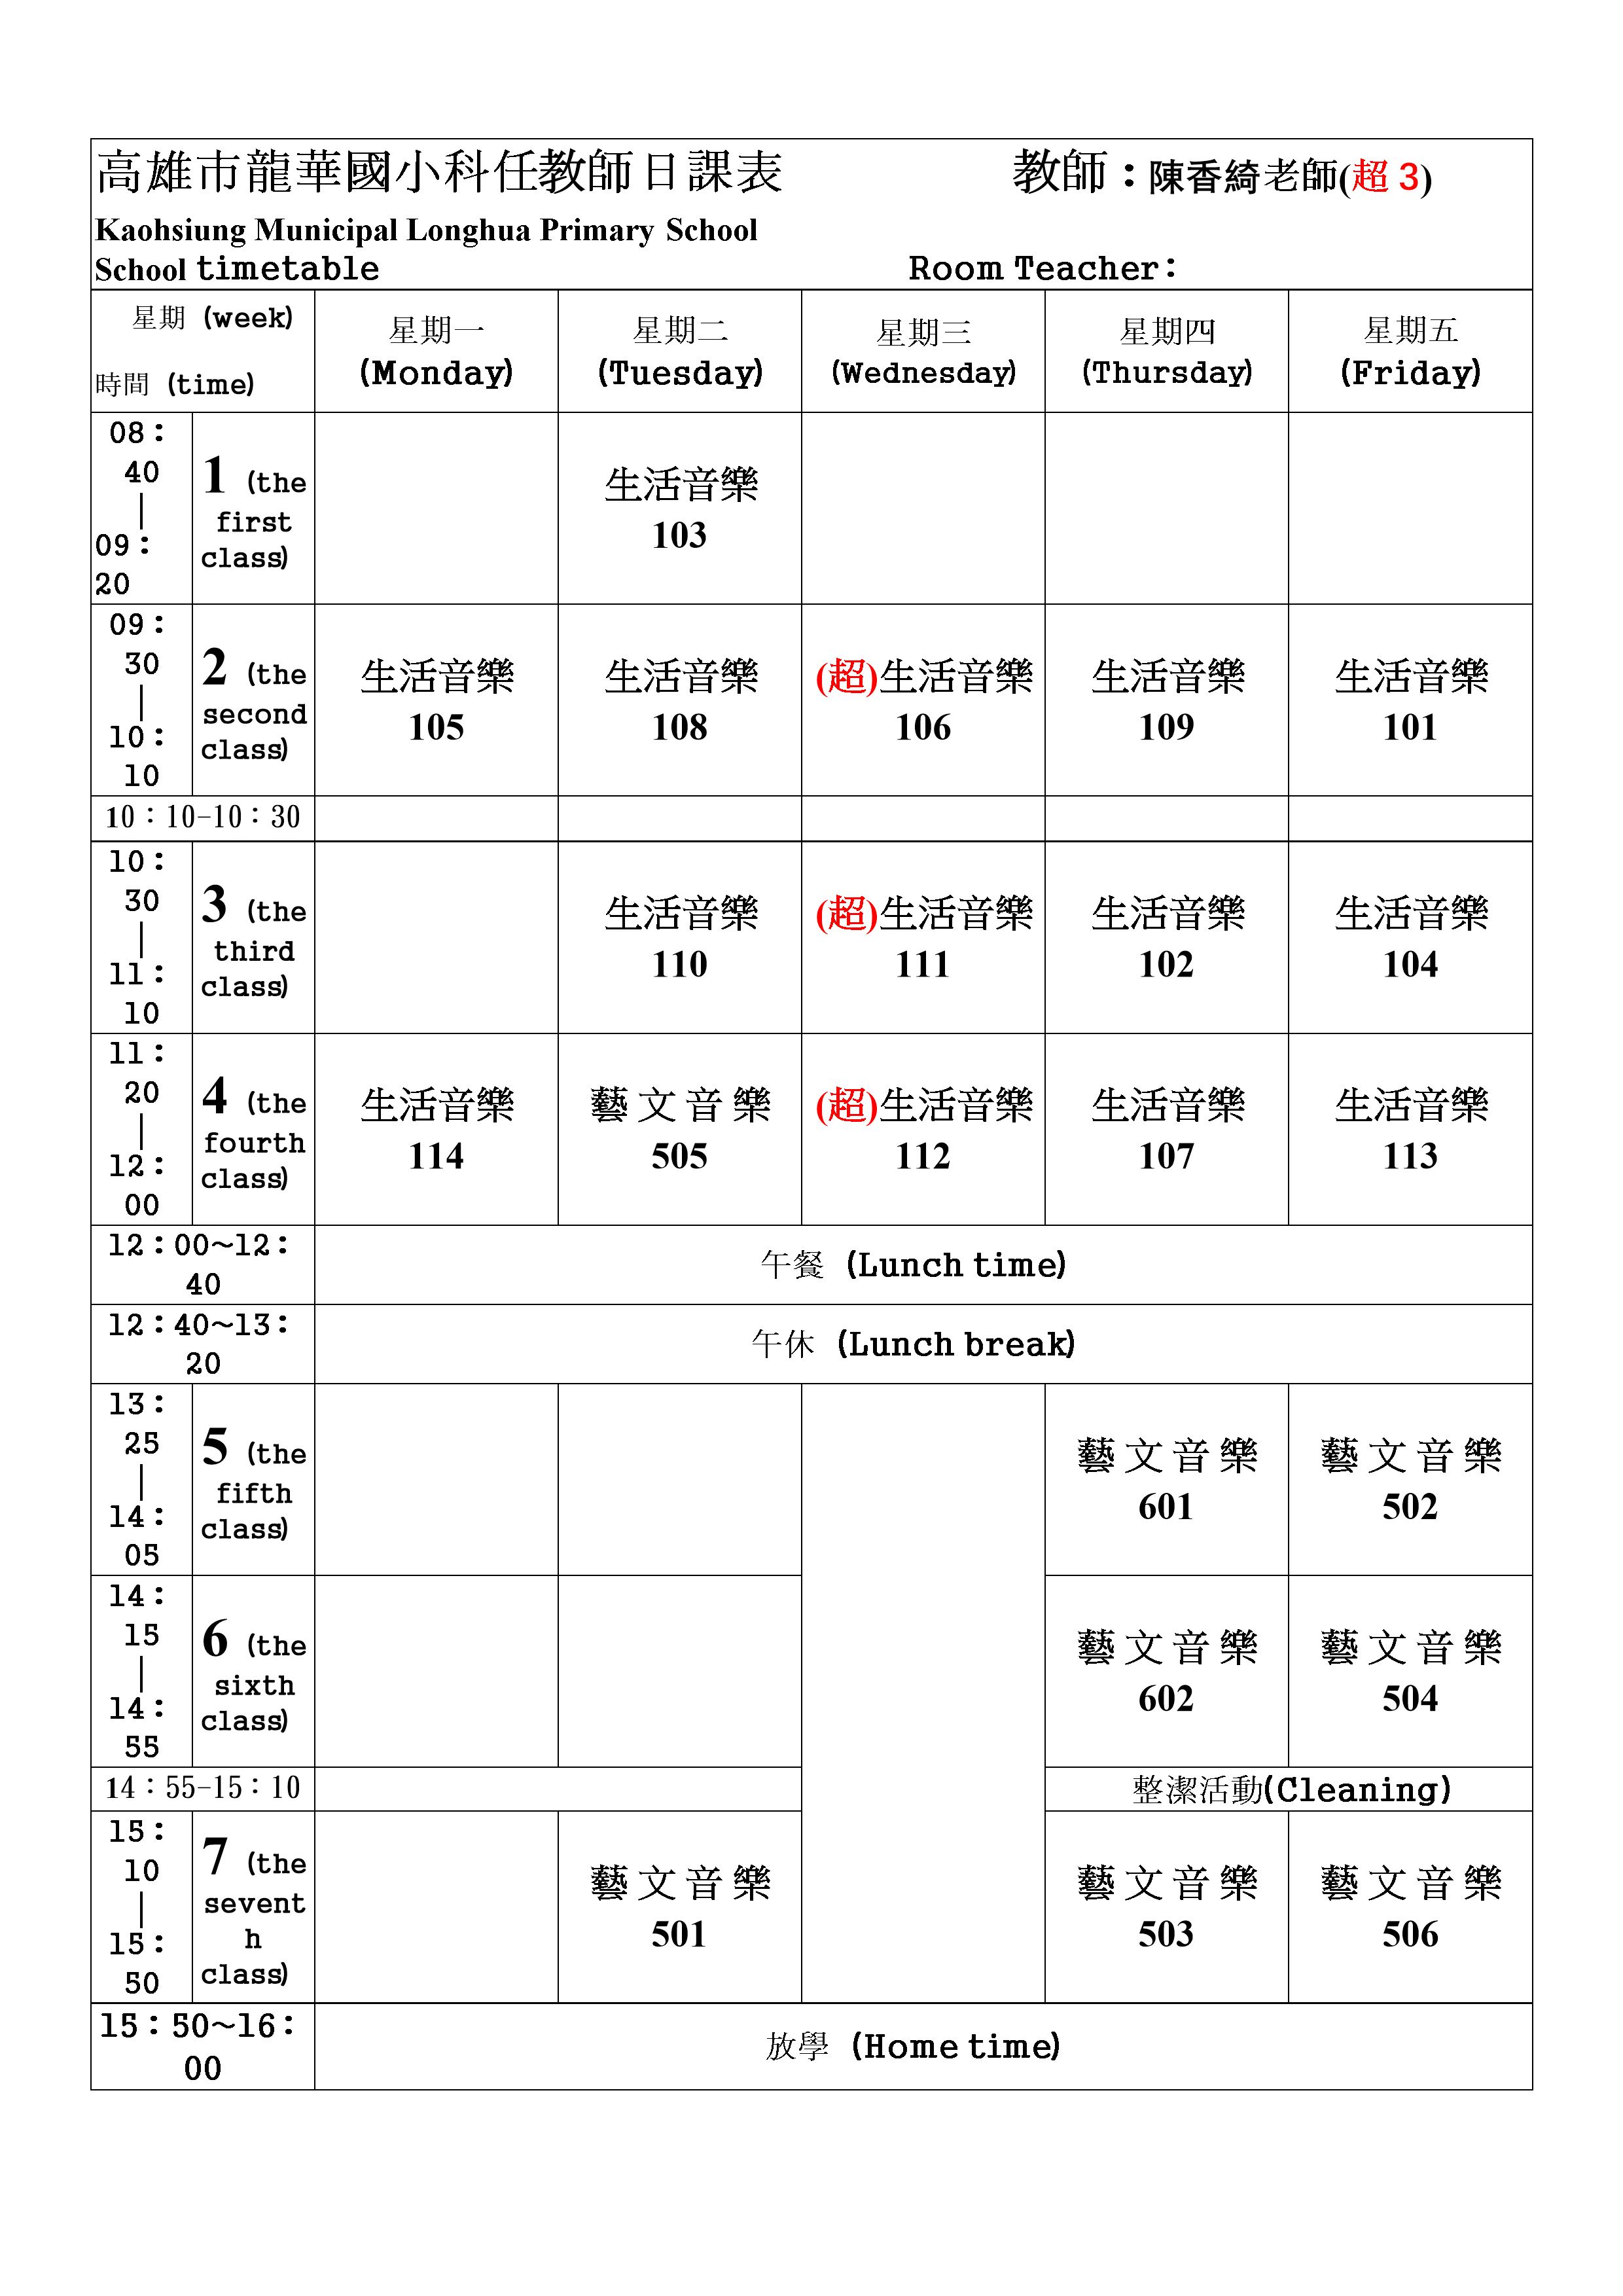 高雄市龍華國小科任教師日課表 教師：陳香綺老師(超 3)
Kaohsiung Municipal Longhua Primary School
School timetable Room Teacher:
星期 (week)
時間 (time)
星期一
(Monday)
星期二
(Tuesday)
星期三
(Wednesday)
星期四
(Thursday)
星期五
(Friday)
08：
40
｜
09：
20
1 (the
first
class)
生活音樂
103
09：
30
｜
10：
10
2 (the
second
class)
生活音樂
105
生活音樂
108
(超)生活音樂
106
生活音樂
109
生活音樂
101
10：10-10：30
10：
30
｜
11：
10
3 (the
third
class)
生活音樂
110
(超)生活音樂
111
生活音樂
102
生活音樂
104
11：
20
｜
12：
00
4 (the
fourth
class)
生活音樂
114
藝文音樂
505
(超)生活音樂
112
生活音樂
107
生活音樂
113
12：00~12：
40
午餐 (Lunch time)
12：40~13：
20
午休 (Lunch break)
13：
25
｜
14：
05
5 (the
fifth
class)
藝文音樂
601
藝文音樂
502
14：
15
｜
14：
55
6 (the
sixth
class)
藝文音樂
602
藝文音樂
504
14：55-15：10
整潔活動(Cleaning)
15：
10
｜
15：
50
7 (the
sevent
h
class)
藝文音樂
501
藝文音樂
503
藝文音樂
506
15：50~16：
00
放學 (Home time)